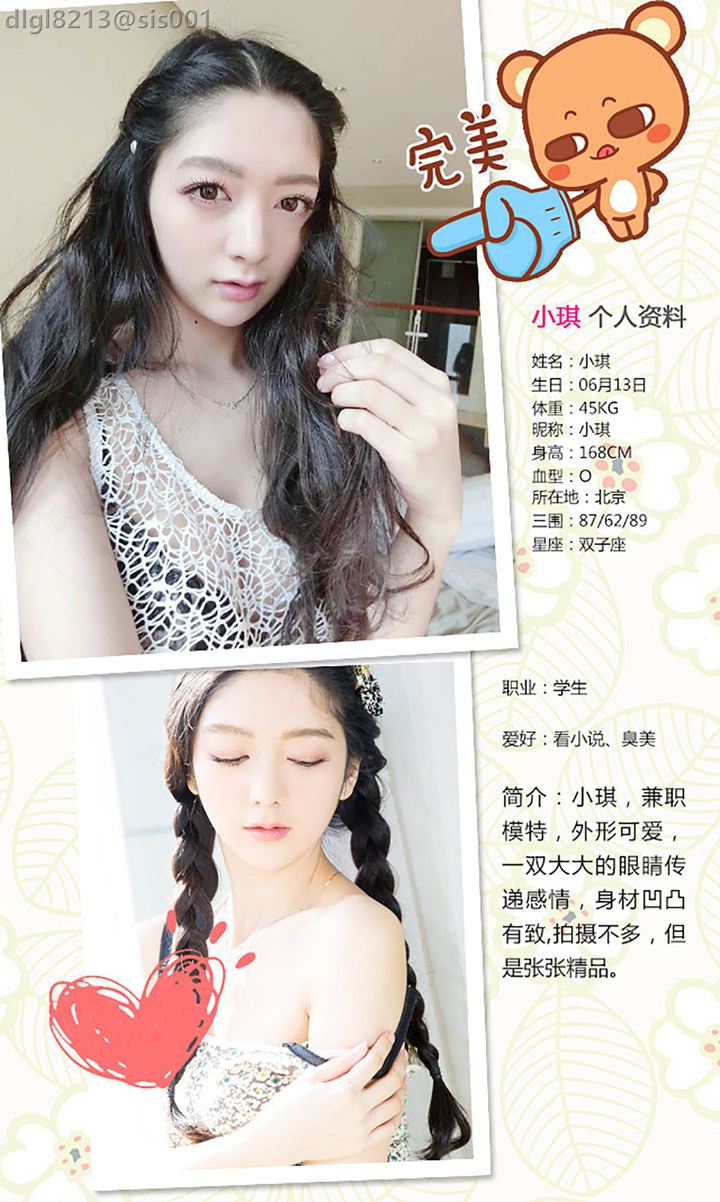 dlgl8213@sis001
完美
小琪 个人资料
姓名：小琪
生日：06月13日
体重：45KG
昵称：小琪
身高：168CM
血型：O
所在地：北京
三围：87/62/89
星座：双子座
职业：学生
爱好：看小说、臭美
简介：小琪，兼职
模特，外形可爱，
一双大大的眼睛传
递感情，身材凹凸
有致,拍摄不多，但
是张张精品。